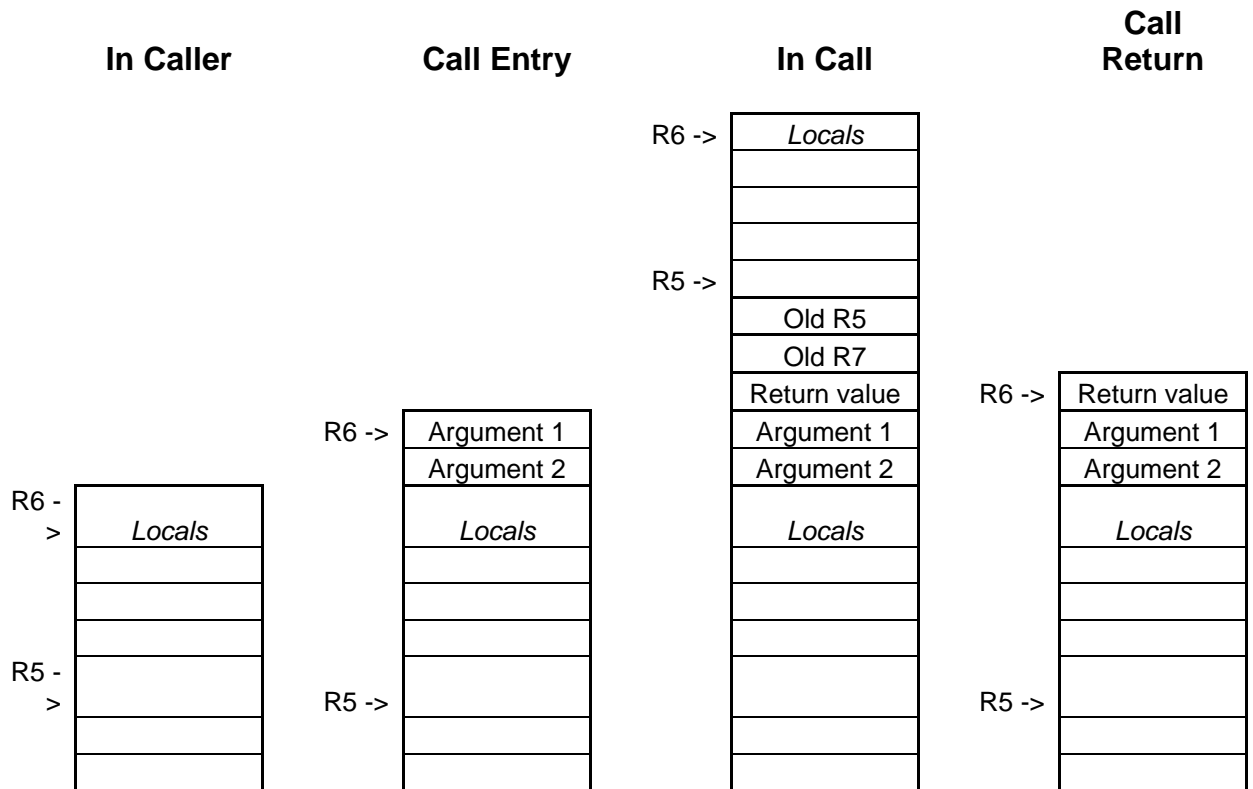 In Caller
Call Entry
In Call
Call
Return
R6 ->
Locals
R5 ->
Old R5
Old R7
Return value
R6 ->
Return value
R6 ->
Argument 1
Argument 1
Argument 1
Argument 2
Argument 2
Argument 2
R6 -
>
Locals
Locals
Locals
Locals
R5 -
>
R5 ->
R5 ->